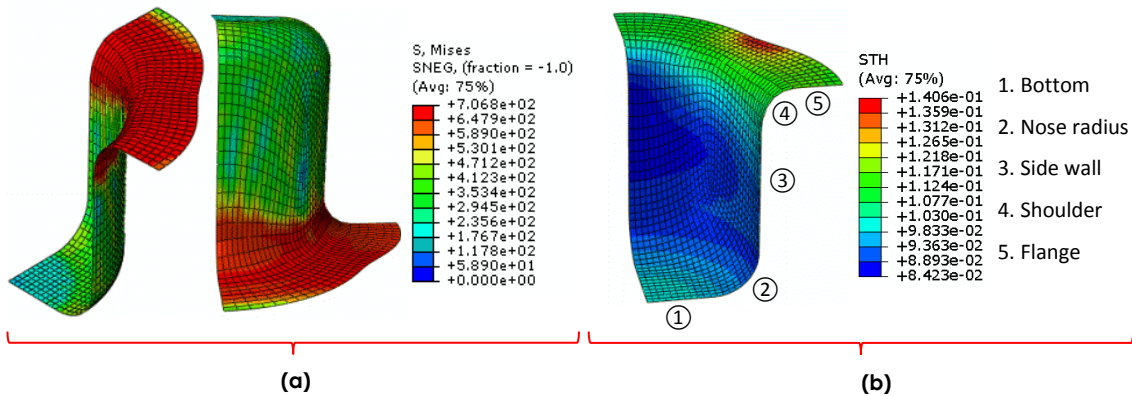 S, Mises
SNEG, (fraction = -1.0)
(Avg: 75%)
+7.068e+02
+6.479e+02
+5.890e+02
+5.301e+02
+4.712e+02
+4.123e+02
+3.534e+02
+2.945e+02
+2.356e+02
+1.767e+02
+1.178e+02
+5.890e+01
+0.000e+00
(a)
STH
(Avg: 75%)
+1.406e-01
+1.359e-01
+1.312e-01
+1.265e-01
+1.218e-01
+1.171e-01
+1.124e-01
+1.077e-01
+1.030e-01
+9.833e-02
+9.363e-02
+8.893e-02
+8.423e-02
④ ⑤
③
②
①
1. Bottom
2. Nose radius
3. Side wall
4. Shoulder
5. Flange
(b)